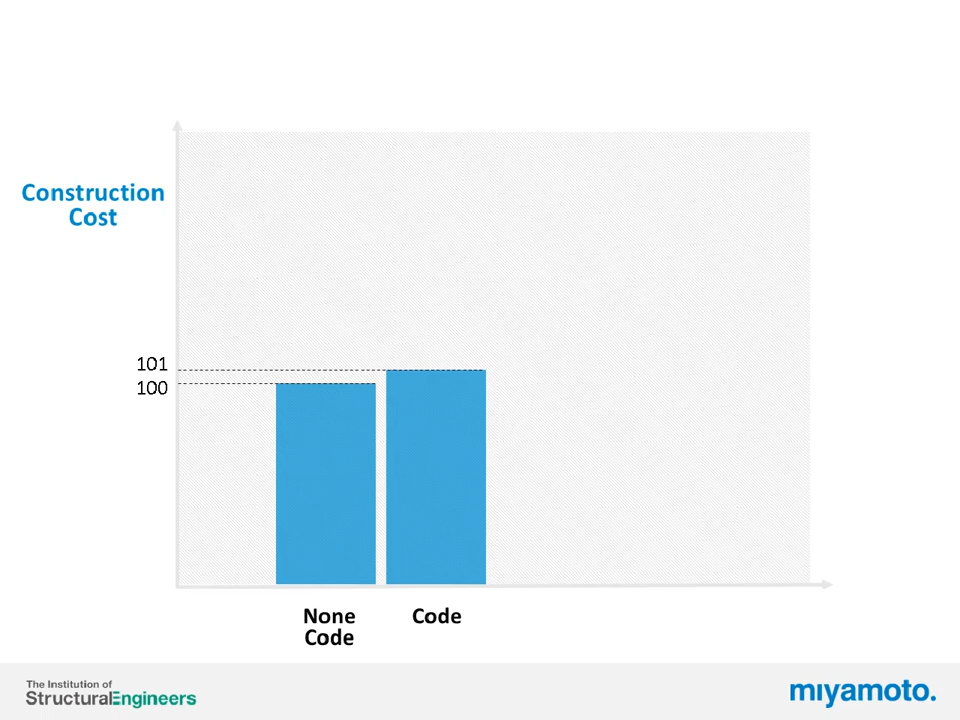 Construction
Cost
101
100
None
Code
Code
The Institution of
StructuralEngineers
miyamoto.